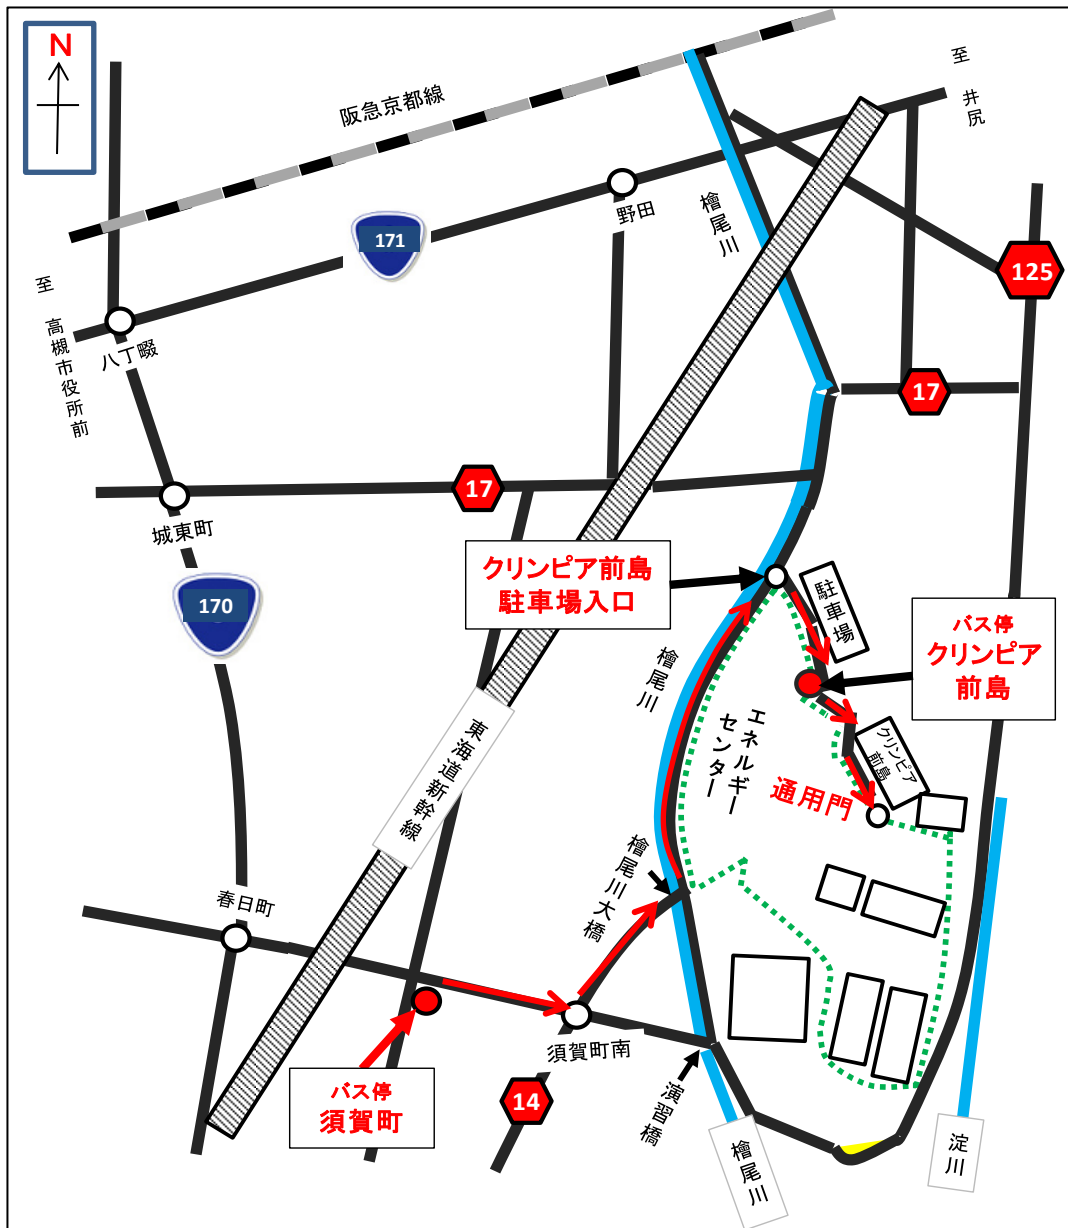 N
阪急京都線
至
井尻
171
野田
檜尾川
125
至
高槻市役所前
八丁畷
17
17
城東町
170
クリンピア前島
駐車場入口
駐車場
バス停
クリンピア
前島
檜尾川
エネルギー
センター
東海道新幹線
クリンピア
前島
通用門
檜尾川大橋
春日町
須賀町南
バス停
須賀町
14
演習橋
檜尾川
淀川